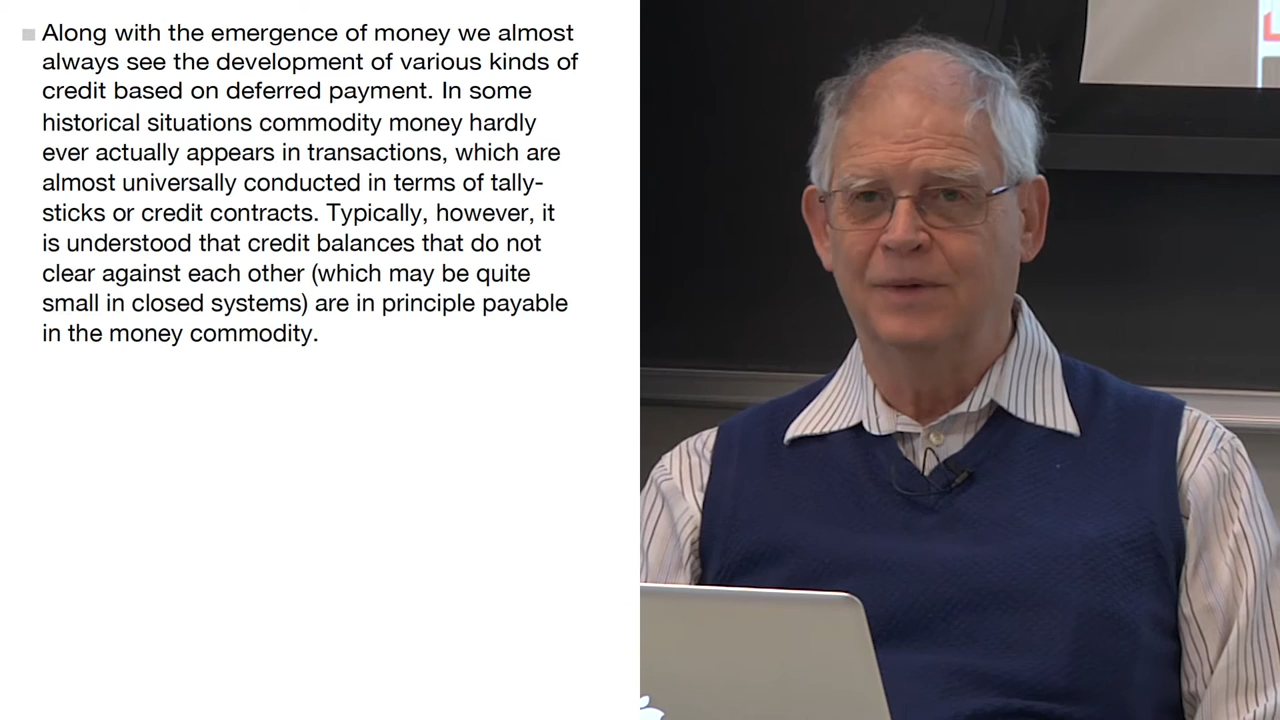 Along with the emergence of money we almost
always see the development of various kinds of
credit based on deferred payment. In some
historical situations commodity money hardly
ever actually appears in transactions, which are
almost universally conducted in terms of tally-
sticks or credit contracts. Typically, however, it
is understood that credit balances that do not
clear against each other (which may be quite
small in closed systems) are in principle payable
in the money commodity.